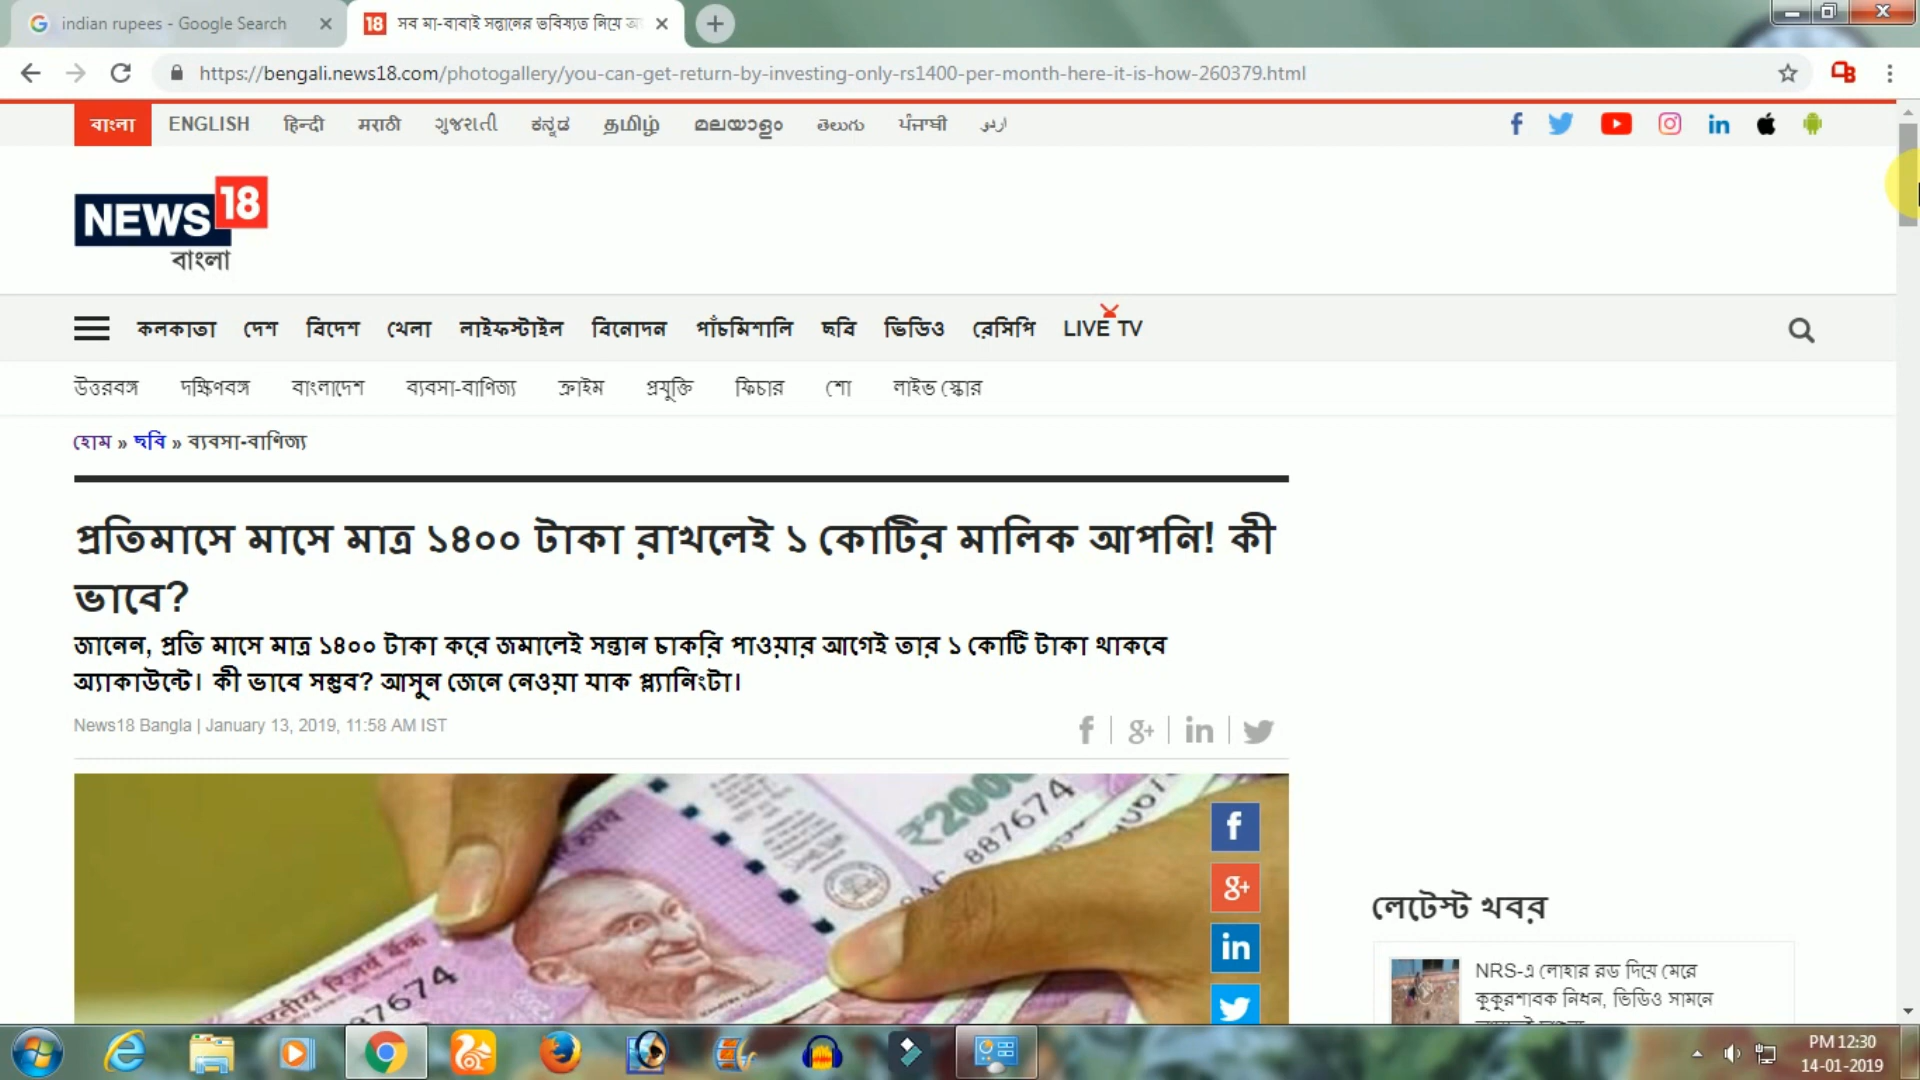 indian rupees - Google Search
সব মা-বাবাই সন্তানের ভবিষ্যত নিয়ে
https://bengali.news18.com/photogallery/you-can-get-return-by-investing-only-rs1400-per-month-here-it-is-how-260379.html
বাংলা ENGLISH हिन्दी मराठी ગુજરાતી ಕನ್ನಡ தமிழ் മലയാളം తెలుగు ਪੰਜਾਬੀ اردو
NEWS 18
বাংলা
কলকাতা দেশ বিদেশ খেলা লাইফস্টাইল বিনোদন পাঁচমিশালি ছবি ভিডিও রেসিপি LIVE TV
উত্তরবঙ্গ দক্ষিণবঙ্গ বাংলাদেশ ব্যবসা-বাণিজ্য ক্রাইম প্রযুক্তি ফিচার শো লাইভ স্কোর
হোম » ছবি » ব্যবসা-বাণিজ্য
প্রতিমাসে মাসে মাত্র ১৪০০ টাকা রাখলেই ১ কোটির মালিক আপনি! কী
ভাবে?
জানেন, প্রতি মাসে মাত্র ১৪০০ টাকা করে জমালেই সন্তান চাকরি পাওয়ার আগেই তার ১ কোটি টাকা থাকবে
অ্যাকাউন্টে। কী ভাবে সম্ভব? আসুন জেনে নেওয়া যাক প্ল্যানিংটা।
News18 Bangla | January 13, 2019, 11:58 AM IST
₹2000
887674
भारतीय रिज़र्व बैंक
87674
লেটেস্ট খবর
NRS-এ লোহার রড দিয়ে মেরে
কুকুরশাবক নিধন, ভিডিও সামনে
PM 12:30
14-01-2019